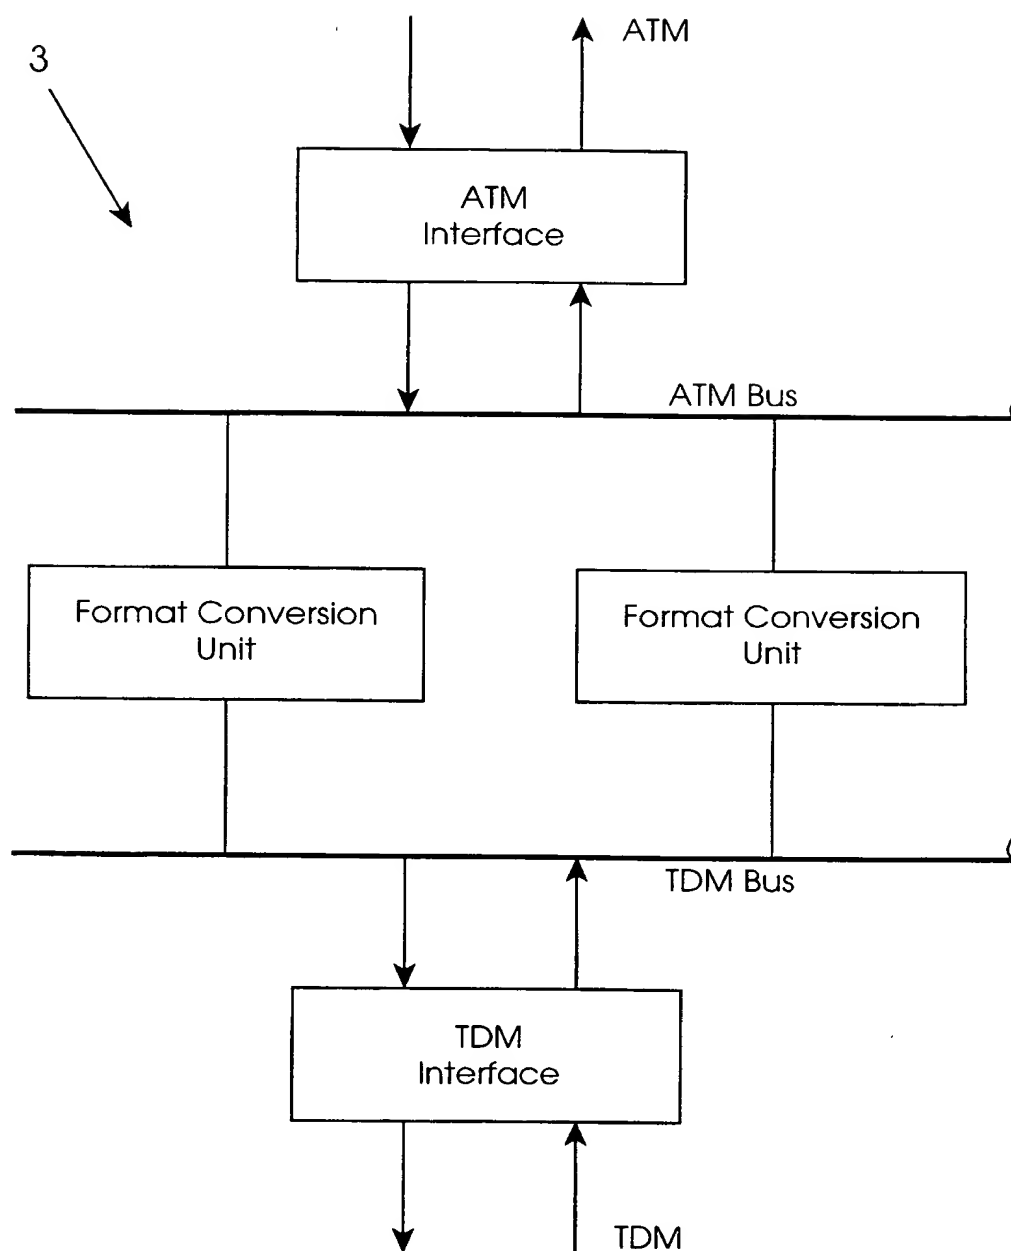 3
ATM
ATM
Interface
ATM Bus
Format Conversion
Unit
Format Conversion
Unit
TDM Bus
TDM
Interface
TDM